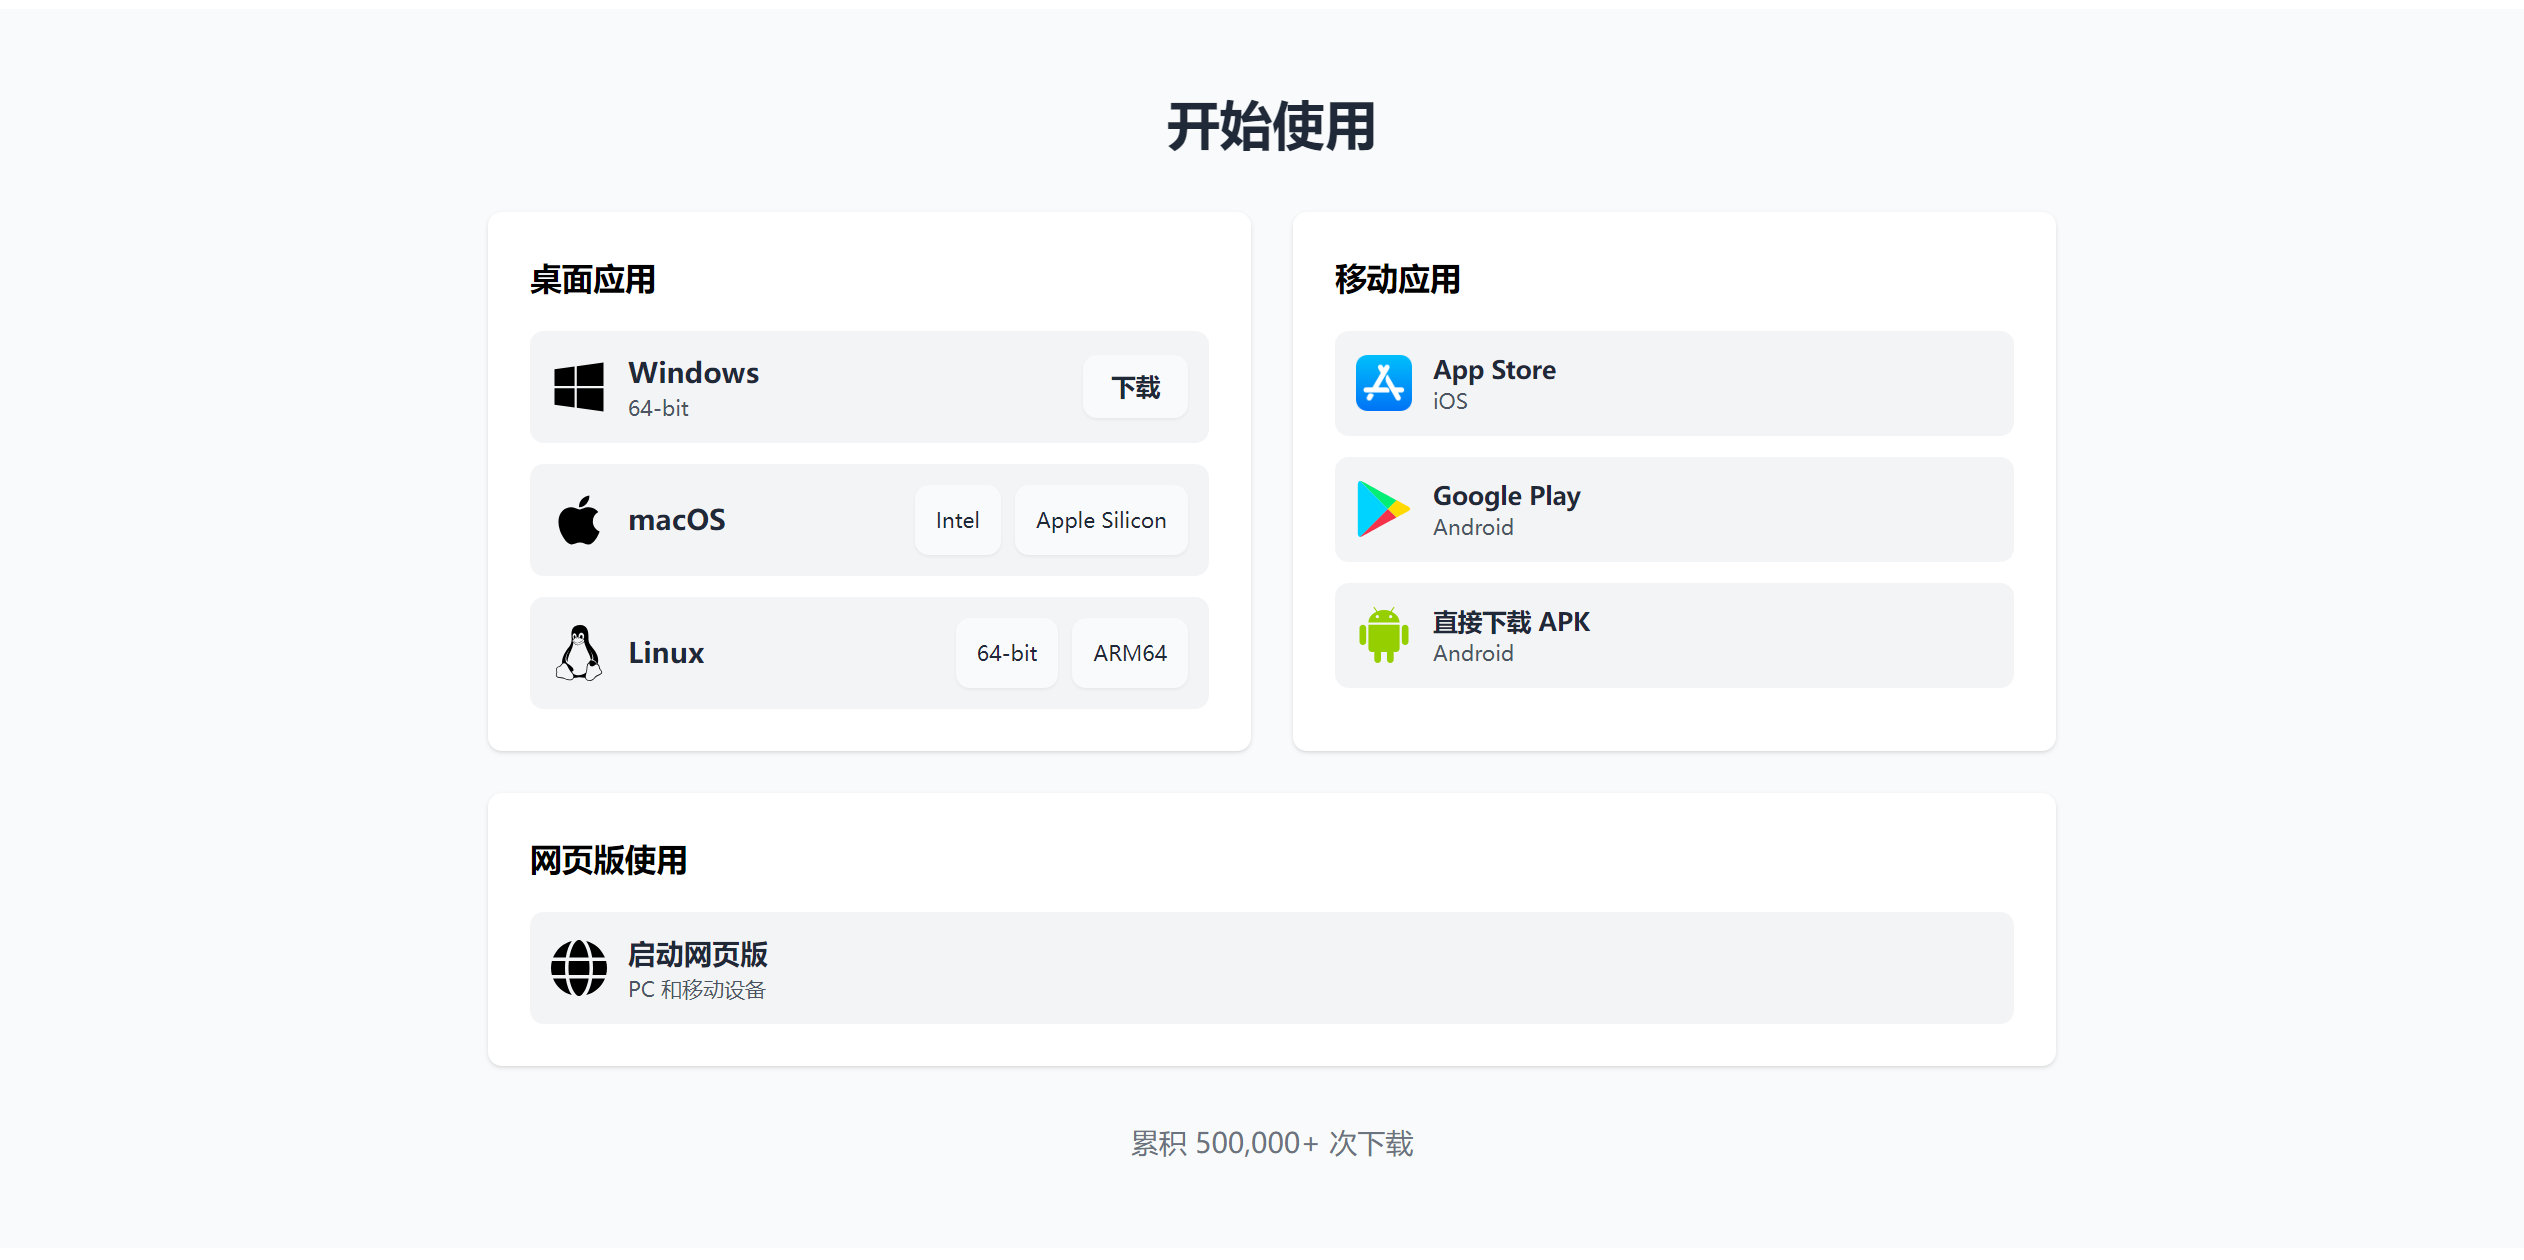 开始使用
桌面应用
Windows
64-bit
下载
macOS
Intel
Apple Silicon
Linux
64-bit
ARM64
移动应用
App Store
iOS
Google Play
Android
直接下载 APK
Android
网页版使用
启动网页版
PC 和移动设备
累积 500,000+ 次下载